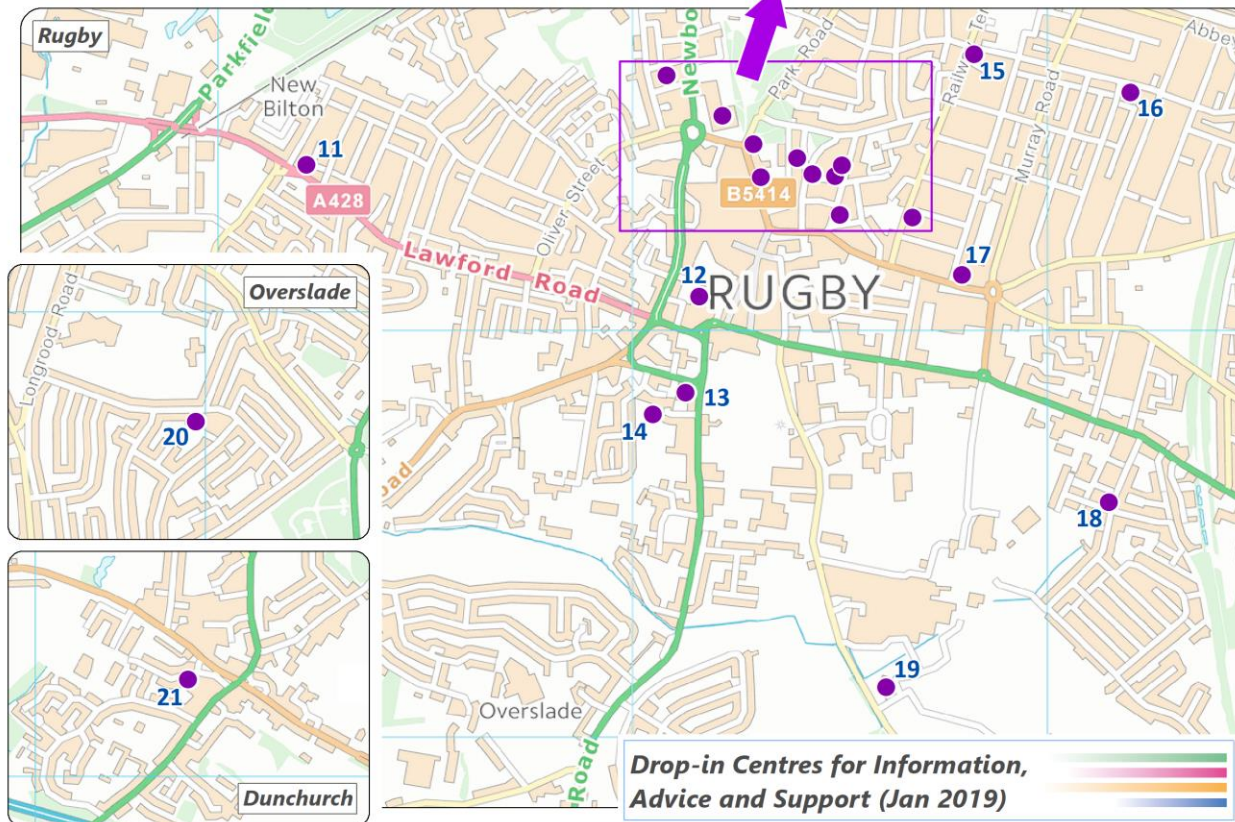 Rugby
Parkfield
New
Bilton
11
A428
Lawford Road
Oliver Street
Newbo
Park Road
B5414
Railw
Ter
Murray Road
Abbey
15
16
17
12
RUGBY
13
14
18
19
Overslade
Road
oad
Overslade
Longrood Road
20
21
Dunchurch
Drop-in Centres for Information,
Advice and Support (Jan 2019)